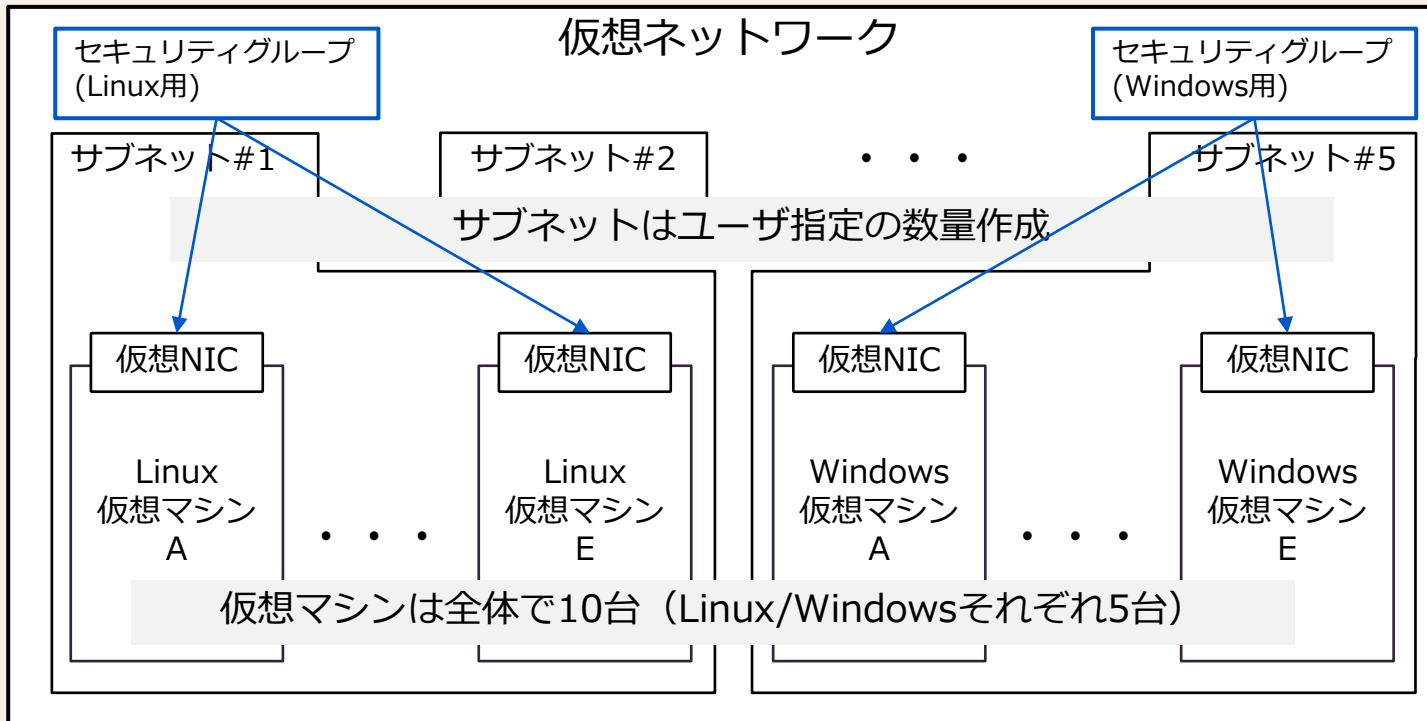 仮想ネットワーク
セキュリティグループ
(Linux用)
セキュリティグループ
(Windows用)
サブネット#1
サブネット#2
・・・
サブネット#5
サブネットはユーザ指定の数量作成
仮想NIC
仮想NIC
仮想NIC
仮想NIC
Linux
仮想マシン
A
・・・
Linux
仮想マシン
E
Windows
仮想マシン
A
・・・
Windows
仮想マシン
E
仮想マシンは全体で10台（Linux/Windowsそれぞれ5台）